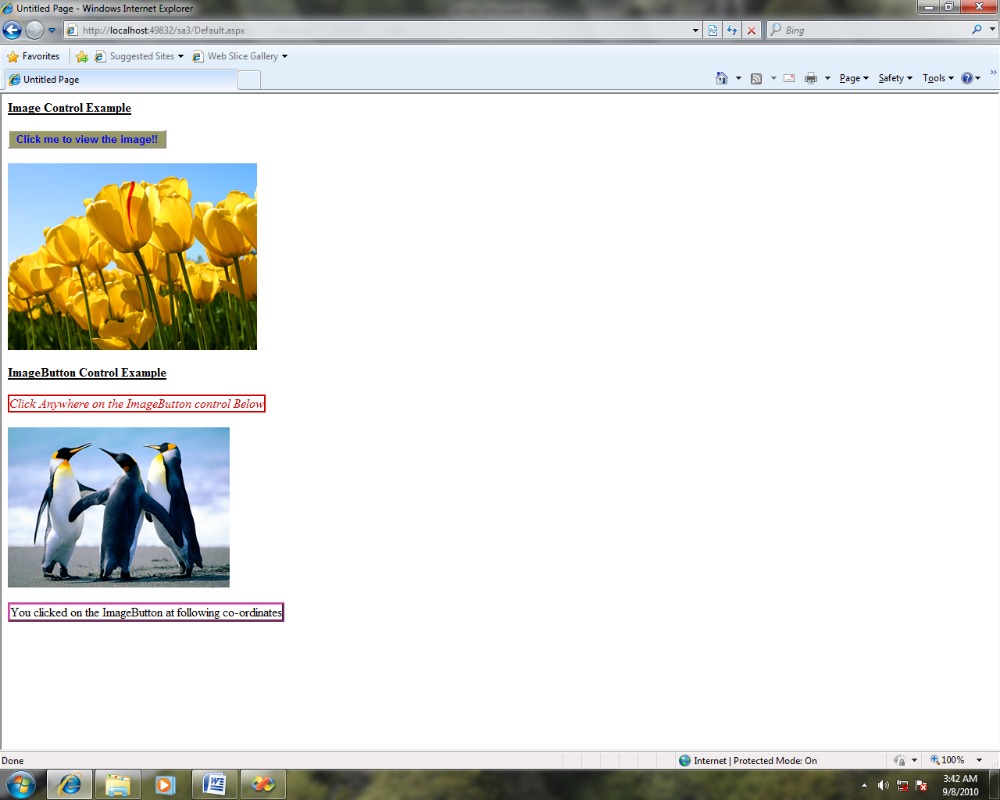 Untitled Page - Windows Internet Explorer
http://localhost:49832/sa3/Default.aspx
Bing
Favorites
Suggested Sites
Web Slice Gallery
Untitled Page
Page
Safety
Tools
Image Control Example
Click me to view the image!!
ImageButton Control Example
Click Anywhere on the ImageButton control Below
You clicked on the ImageButton at following co-ordinates
Done
Internet | Protected Mode: On
100%
3:42 AM
9/8/2010